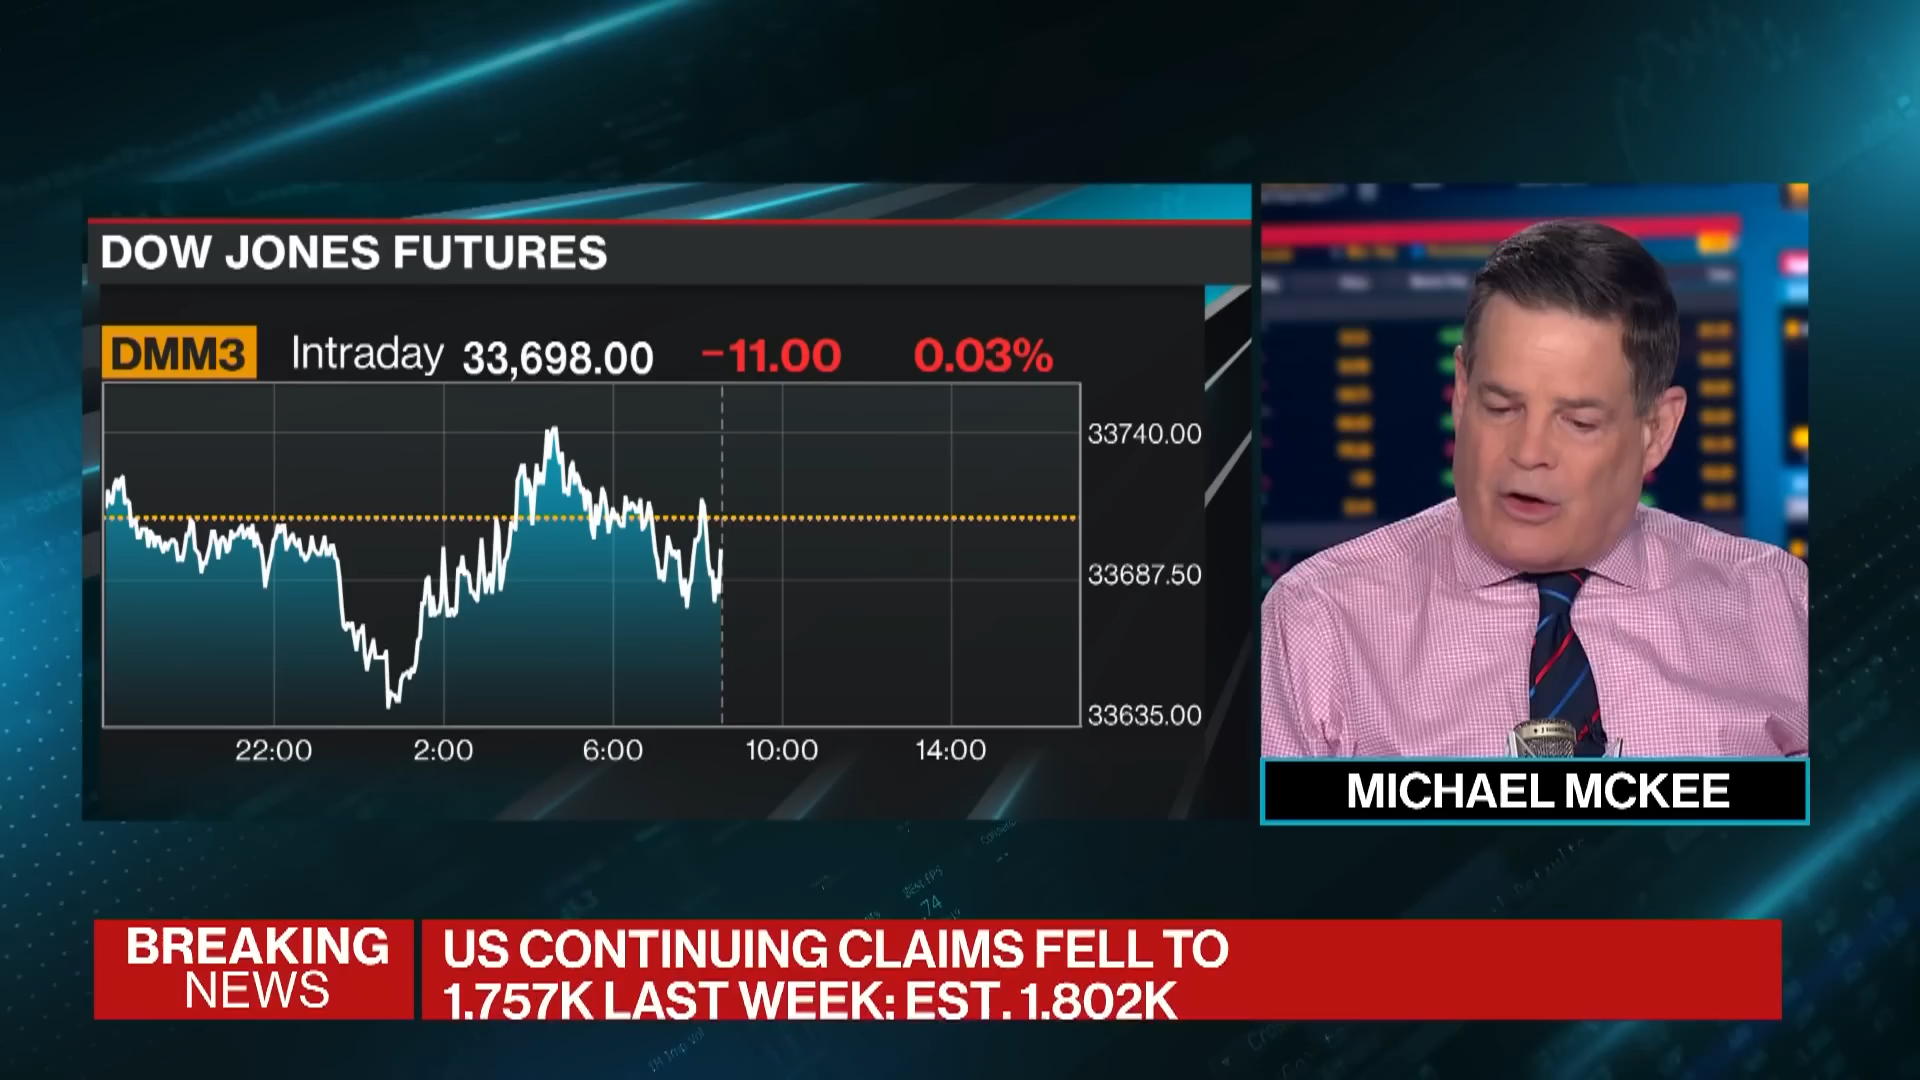 DOW JONES FUTURES
DMM3 Intraday 33,698.00 -11.00 0.03%
33740.00
33687.50
33635.00
22:00 2:00 6:00 10:00 14:00
MICHAEL MCKEE
BREAKING
NEWS
US CONTINUING CLAIMS FELL TO
1.757K LAST WEEK; EST. 1.802K